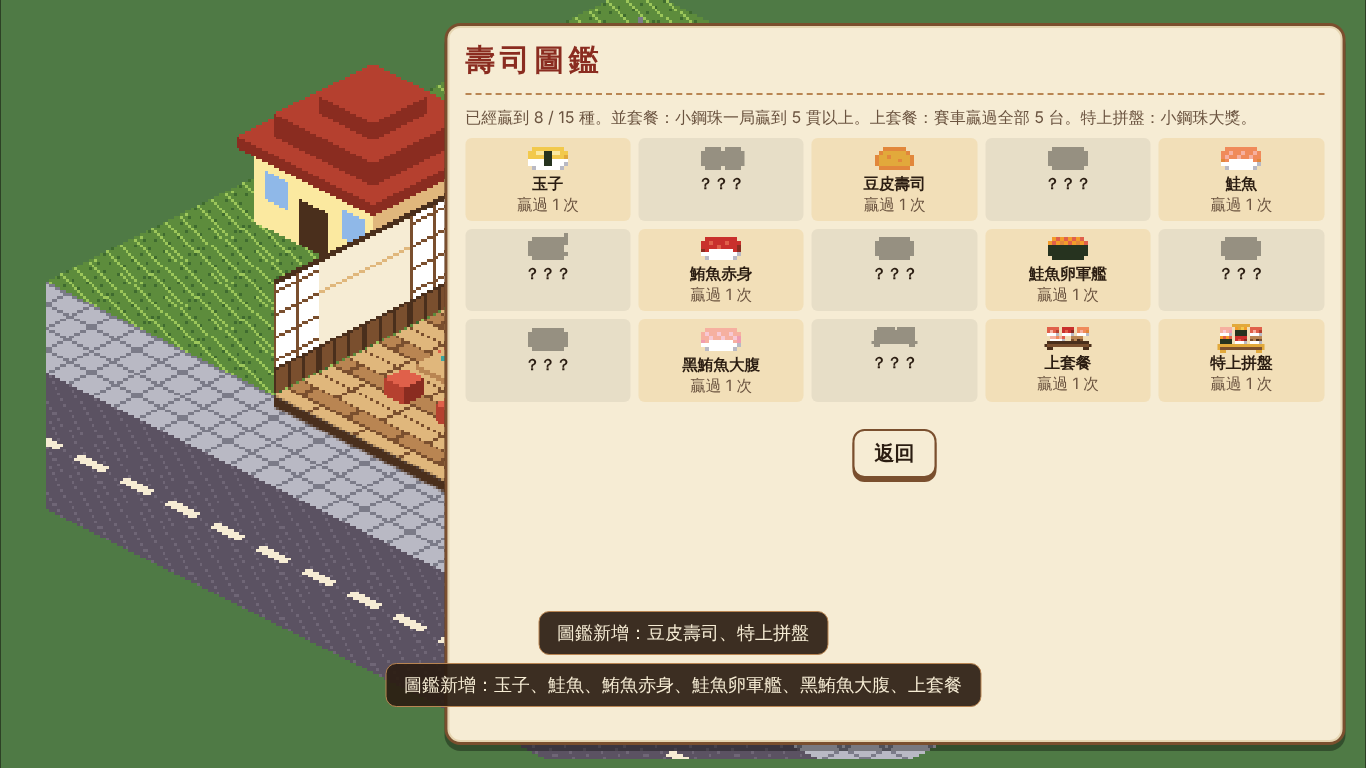 壽司圖鑑
已經贏到 8 / 15 種。並套餐：小鋼珠一局贏到 5 貫以上。上套餐：賽車贏過全部 5 台。特上拼盤：小鋼珠大獎。
玉子
贏過 1 次
？？？
豆皮壽司
贏過 1 次
？？？
鮭魚
贏過 1 次
？？？
鮪魚赤身
贏過 1 次
？？？
鮭魚卵軍艦
贏過 1 次
？？？
？？？
黑鮪魚大腹
贏過 1 次
？？？
上套餐
贏過 1 次
特上拼盤
贏過 1 次
返回
圖鑑新增：豆皮壽司、特上拼盤
圖鑑新增：玉子、鮭魚、鮪魚赤身、鮭魚卵軍艦、黑鮪魚大腹、上套餐